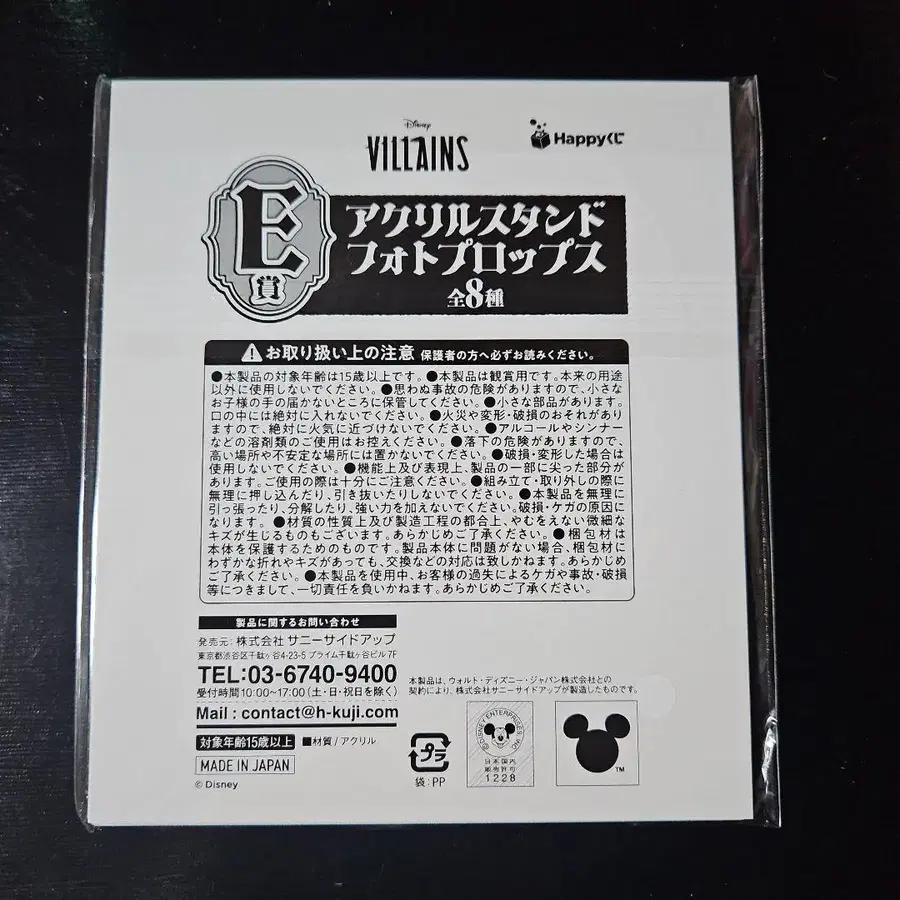 Disney
VILLAINS
Happyくじ
E賞
アクリルスタンド
フォトプロップス
全8種
お取り扱い上の注意 保護者の方へ必ずお読みください。
●本製品の対象年齢は15歳以上です。●本製品は観賞用です。本来の用途
以外に使用しないでください。●思わぬ事故の危険がありますので、小さな
お子様の手の届かないところに保管してください。●小さな部品があります。
口の中には絶対に入れないでください。●火災や変形・破損のおそれがあり
ますので、絶対に火気に近づけないでください。●アルコールやシンナー
などの溶剤類のご使用はお控えください。●落下の危険がありますので、
高い場所や不安定な場所には置かないでください。●破損・変形した場合は
使用しないでください。●機能上及び表現上、製品の一部に尖った部分が
あります。ご使用の際は十分にご注意ください。●組み立て・取り外しの際に
無理に押し込んだり、引き抜いたりしないでください。●本製品を無理に
引っ張ったり、分解したり、強い力を加えないでください。破損・ケガの原因に
なります。●材質の性質上及び製造工程の都合上、やむをえない微細な
キズが生じるものもございます。あらかじめご了承ください。●梱包材は
本体を保護するためのものです。製品本体に問題がない場合、梱包材に
わずかな折れやキズがあっても、交換などの対応は致しかねます。あらかじめ
ご了承ください。●本製品を使用中、お客様の過失によるケガや事故・破損
等につきまして、一切責任を負いかねます。あらかじめご了承ください。
製品に関するお問い合わせ
発売元：株式会社 サニーサイドアップ
東京都渋谷区千駄ヶ谷4-23-5 プライム千駄ヶ谷ビル 7F
TEL:03-6740-9400
受付時間10:00~17:00（土・日・祝日を除く）
Mail : contact@h-kuji.com
対象年齢15歳以上 ■材質/アクリル
MADE IN JAPAN
© Disney
プラ
袋：PP
本製品は、ウォルト・ディズニー・ジャパン株式会社との
契約により、株式会社サニーサイドアップが製造したものです。
©DISNEY ENTERPRISES, INC.
日本国内
販売許可
1228
TM